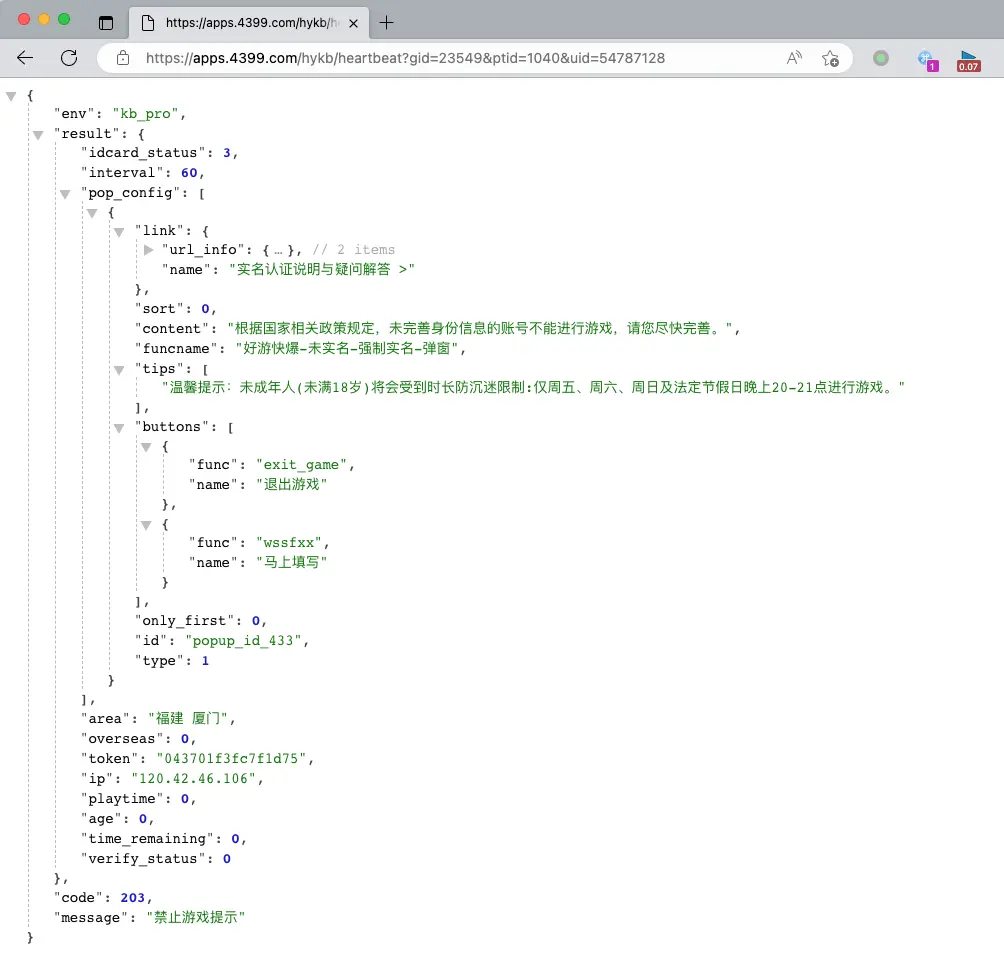 https://apps.4399.com/hykb/h
https://apps.4399.com/hykb/heartbeat?gid=23549&ptid=1040&uid=54787128
1
0.07
{
"env": "kb_pro",
"result": {
"idcard_status": 3,
"interval": 60,
"pop_config": [
{
"link": {
"url_info": { … }, // 2 items
"name": "实名认证说明与疑问解答 >"
},
"sort": 0,
"content": "根据国家相关政策规定，未完善身份信息的账号不能进行游戏，请您尽快完善。",
"funcname": "好游快爆-未实名-强制实名-弹窗",
"tips": [
"温馨提示：未成年人(未满18岁)将会受到时长防沉迷限制:仅周五、周六、周日及法定节假日晚上20-21点进行游戏。"
],
"buttons": [
{
"func": "exit_game",
"name": "退出游戏"
},
{
"func": "wssfxx",
"name": "马上填写"
}
],
"only_first": 0,
"id": "popup_id_433",
"type": 1
}
],
"area": "福建 厦门",
"overseas": 0,
"token": "043701f3fc7f1d75",
"ip": "120.42.46.106",
"playtime": 0,
"age": 0,
"time_remaining": 0,
"verify_status": 0
},
"code": 203,
"message": "禁止游戏提示"
}